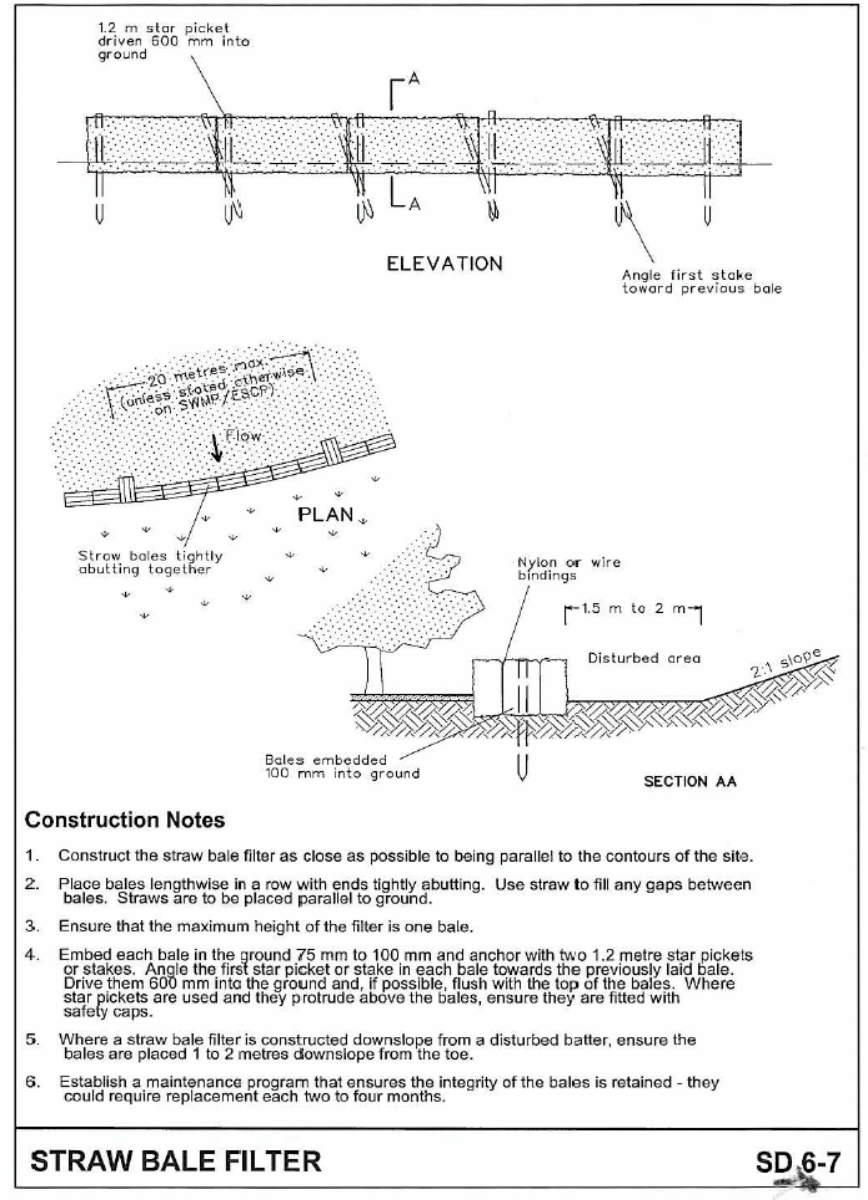 1.2 m star picket
driven 600 mm into
ground
A
A
ELEVATION
Angle first stake
toward previous bale
20 metres max.
(unless stated otherwise
on SWMP/ESCP)
Flow
PLAN
Straw bales tightly
abutting together
Nylon or wire
bindings
1.5 m to 2 m
Disturbed area
2:1 slope
Bales embedded
100 mm into ground
SECTION AA
Construction Notes
1. Construct the straw bale filter as close as possible to being parallel to the contours of the site.
2. Place bales lengthwise in a row with ends tightly abutting. Use straw to fill any gaps between
bales. Straws are to be placed parallel to ground.
3. Ensure that the maximum height of the filter is one bale.
4. Embed each bale in the ground 75 mm to 100 mm and anchor with two 1.2 metre star pickets
or stakes. Angle the first star picket or stake in each bale towards the previously laid bale.
Drive them 600 mm into the ground and, if possible, flush with the top of the bales. Where
star pickets are used and they protrude above the bales, ensure they are fitted with
safety caps.
5. Where a straw bale filter is constructed downslope from a disturbed batter, ensure the
bales are placed 1 to 2 metres downslope from the toe.
6. Establish a maintenance program that ensures the integrity of the bales is retained - they
could require replacement each two to four months.
STRAW BALE FILTER
SD 6-7